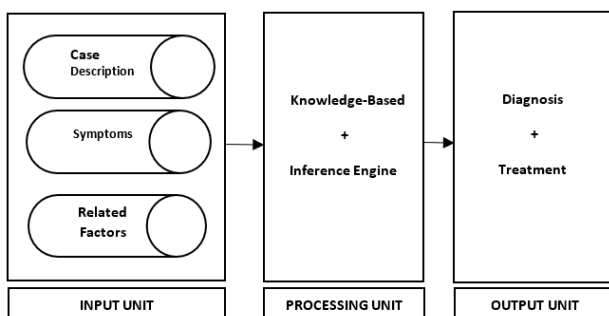 Case
Description
Symptoms
Related
Factors
INPUT UNIT
Knowledge-Based
+
Inference Engine
PROCESSING UNIT
Diagnosis
+
Treatment
OUTPUT UNIT